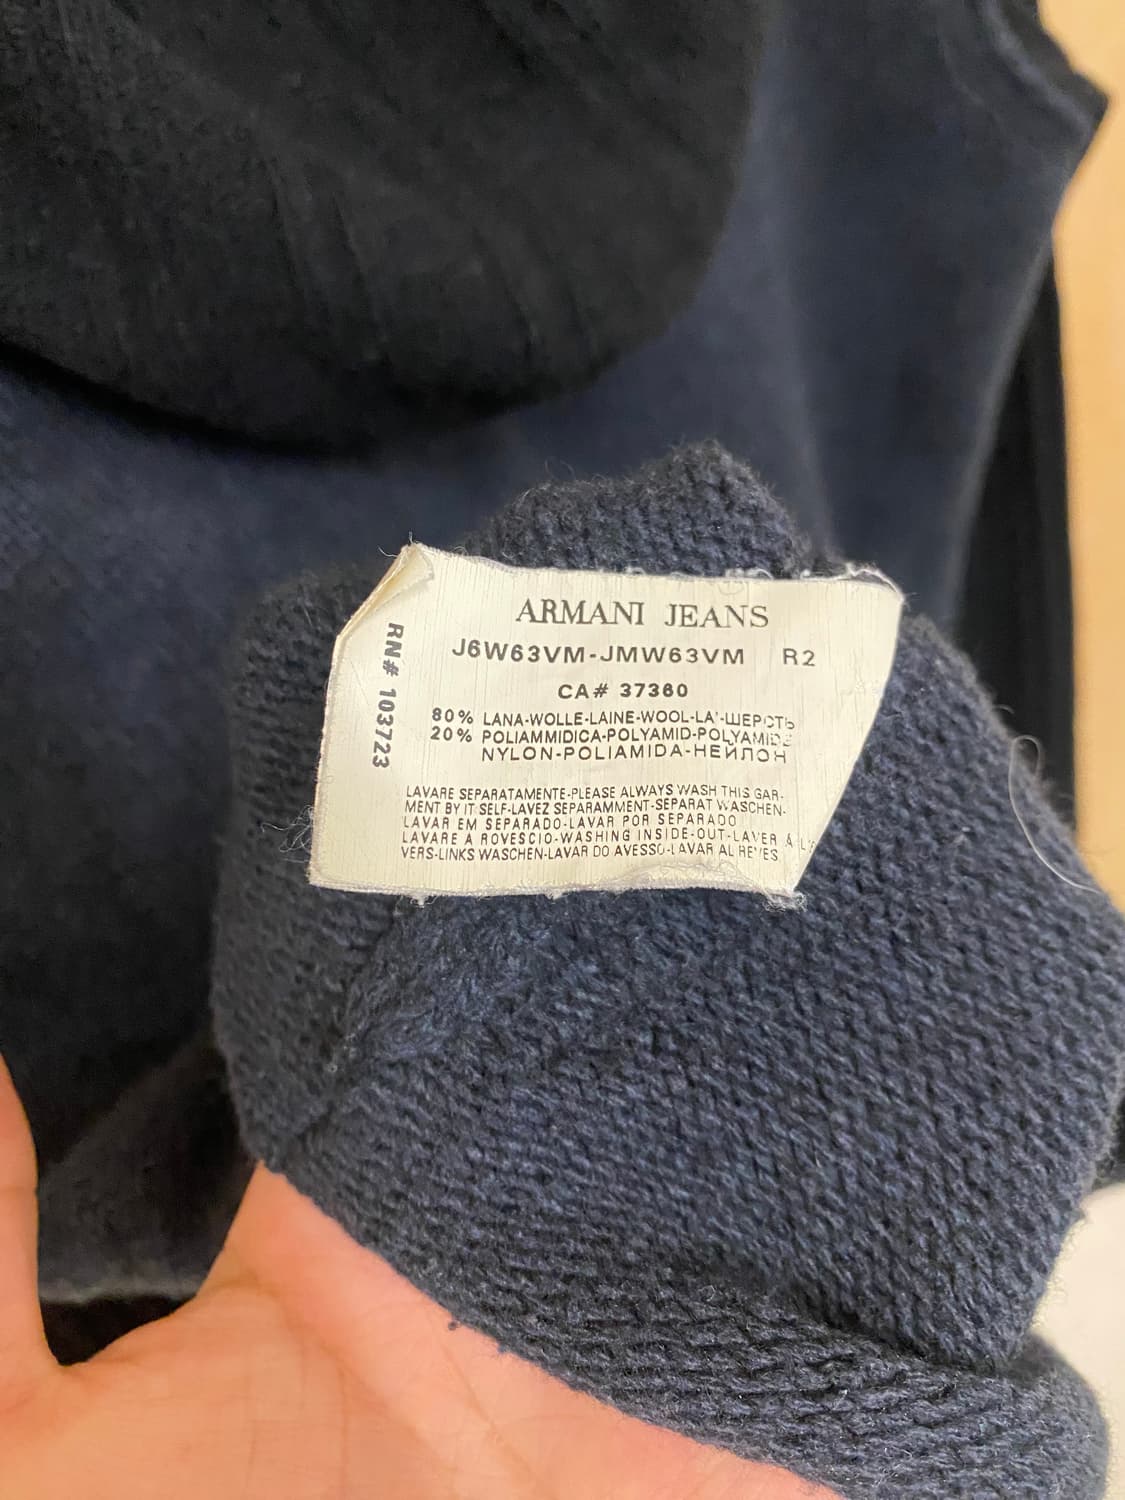 ARMANI JEANS
J6W63VM-JMW63VM R2
CA# 37360
RN# 103723
80% LANA-WOLLE-LAINE-WOOL-LA'-ШЕРСТЬ
20% POLIAMMIDICA-POLYAMID-POLYAMIDE
NYLON-POLIAMIDA-НЕЙЛОН
LAVARE SEPARATAMENTE-PLEASE ALWAYS WASH THIS GAR-
MENT BY IT SELF-LAVEZ SEPARAMMENT-SEPARAT WASCHEN-
LAVAR EM SEPARADO-LAVAR POR SEPARADO
LAVARE A ROVESCIO-WASHING INSIDE-OUT-LAVER A L'
VERS-LINKS WASCHEN-LAVAR DO AVESSO-LAVAR AL REVES